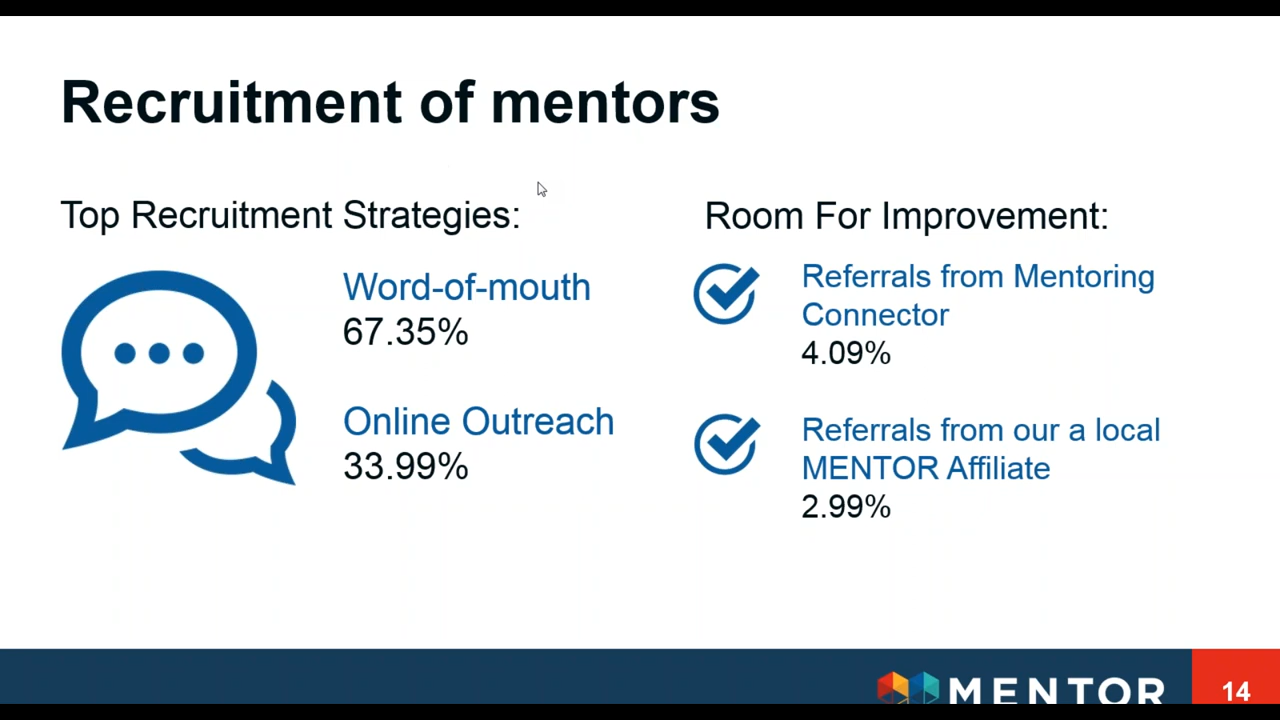 Recruitment of mentors
Top Recruitment Strategies:
Word-of-mouth
67.35%
Online Outreach
33.99%
Room For Improvement:
Referrals from Mentoring
Connector
4.09%
Referrals from our a local
MENTOR Affiliate
2.99%
MENTOR
14